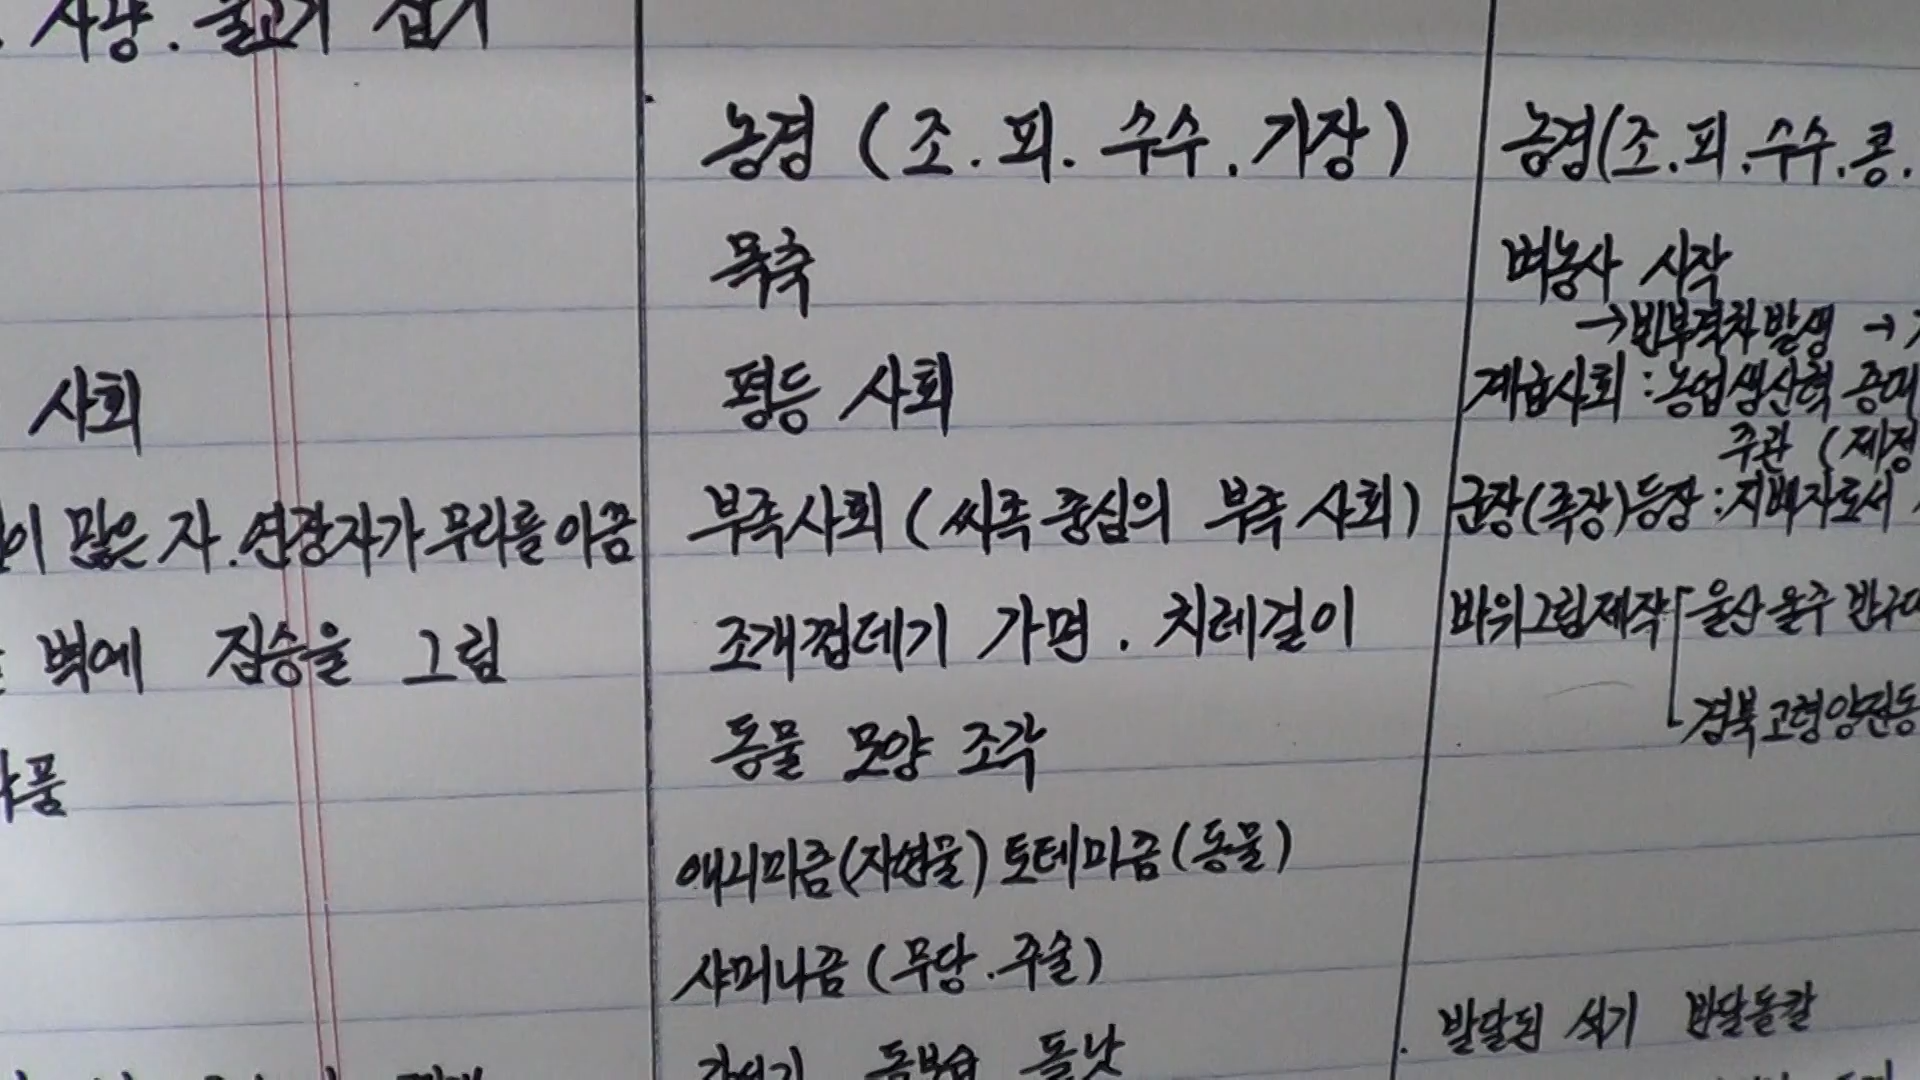 사냥. 물고기 잡기
사회
많은 자. 연장자가 무리를 이끔
벽에 짐승을 그림
농경 (조. 피. 수수. 기장)
목축
평등 사회
부족사회 (씨족 중심의 부족 사회)
조개껍데기 가면. 치레걸이
동물 모양 조각
애니미즘(자연물) 토테미즘(동물)
샤머니즘 (무당. 주술)
돌보습 돌낫
농경(조. 피. 수수. 콩.
벼농사 시작
→빈부격차 발생 →
계급사회 : 농업생산력 증대
주관 (제정
군장(족장)등장 : 지배자로서
바위그림제작 울산 울주 반구대
경북 고령 양전동
발달된 석기 반달돌칼